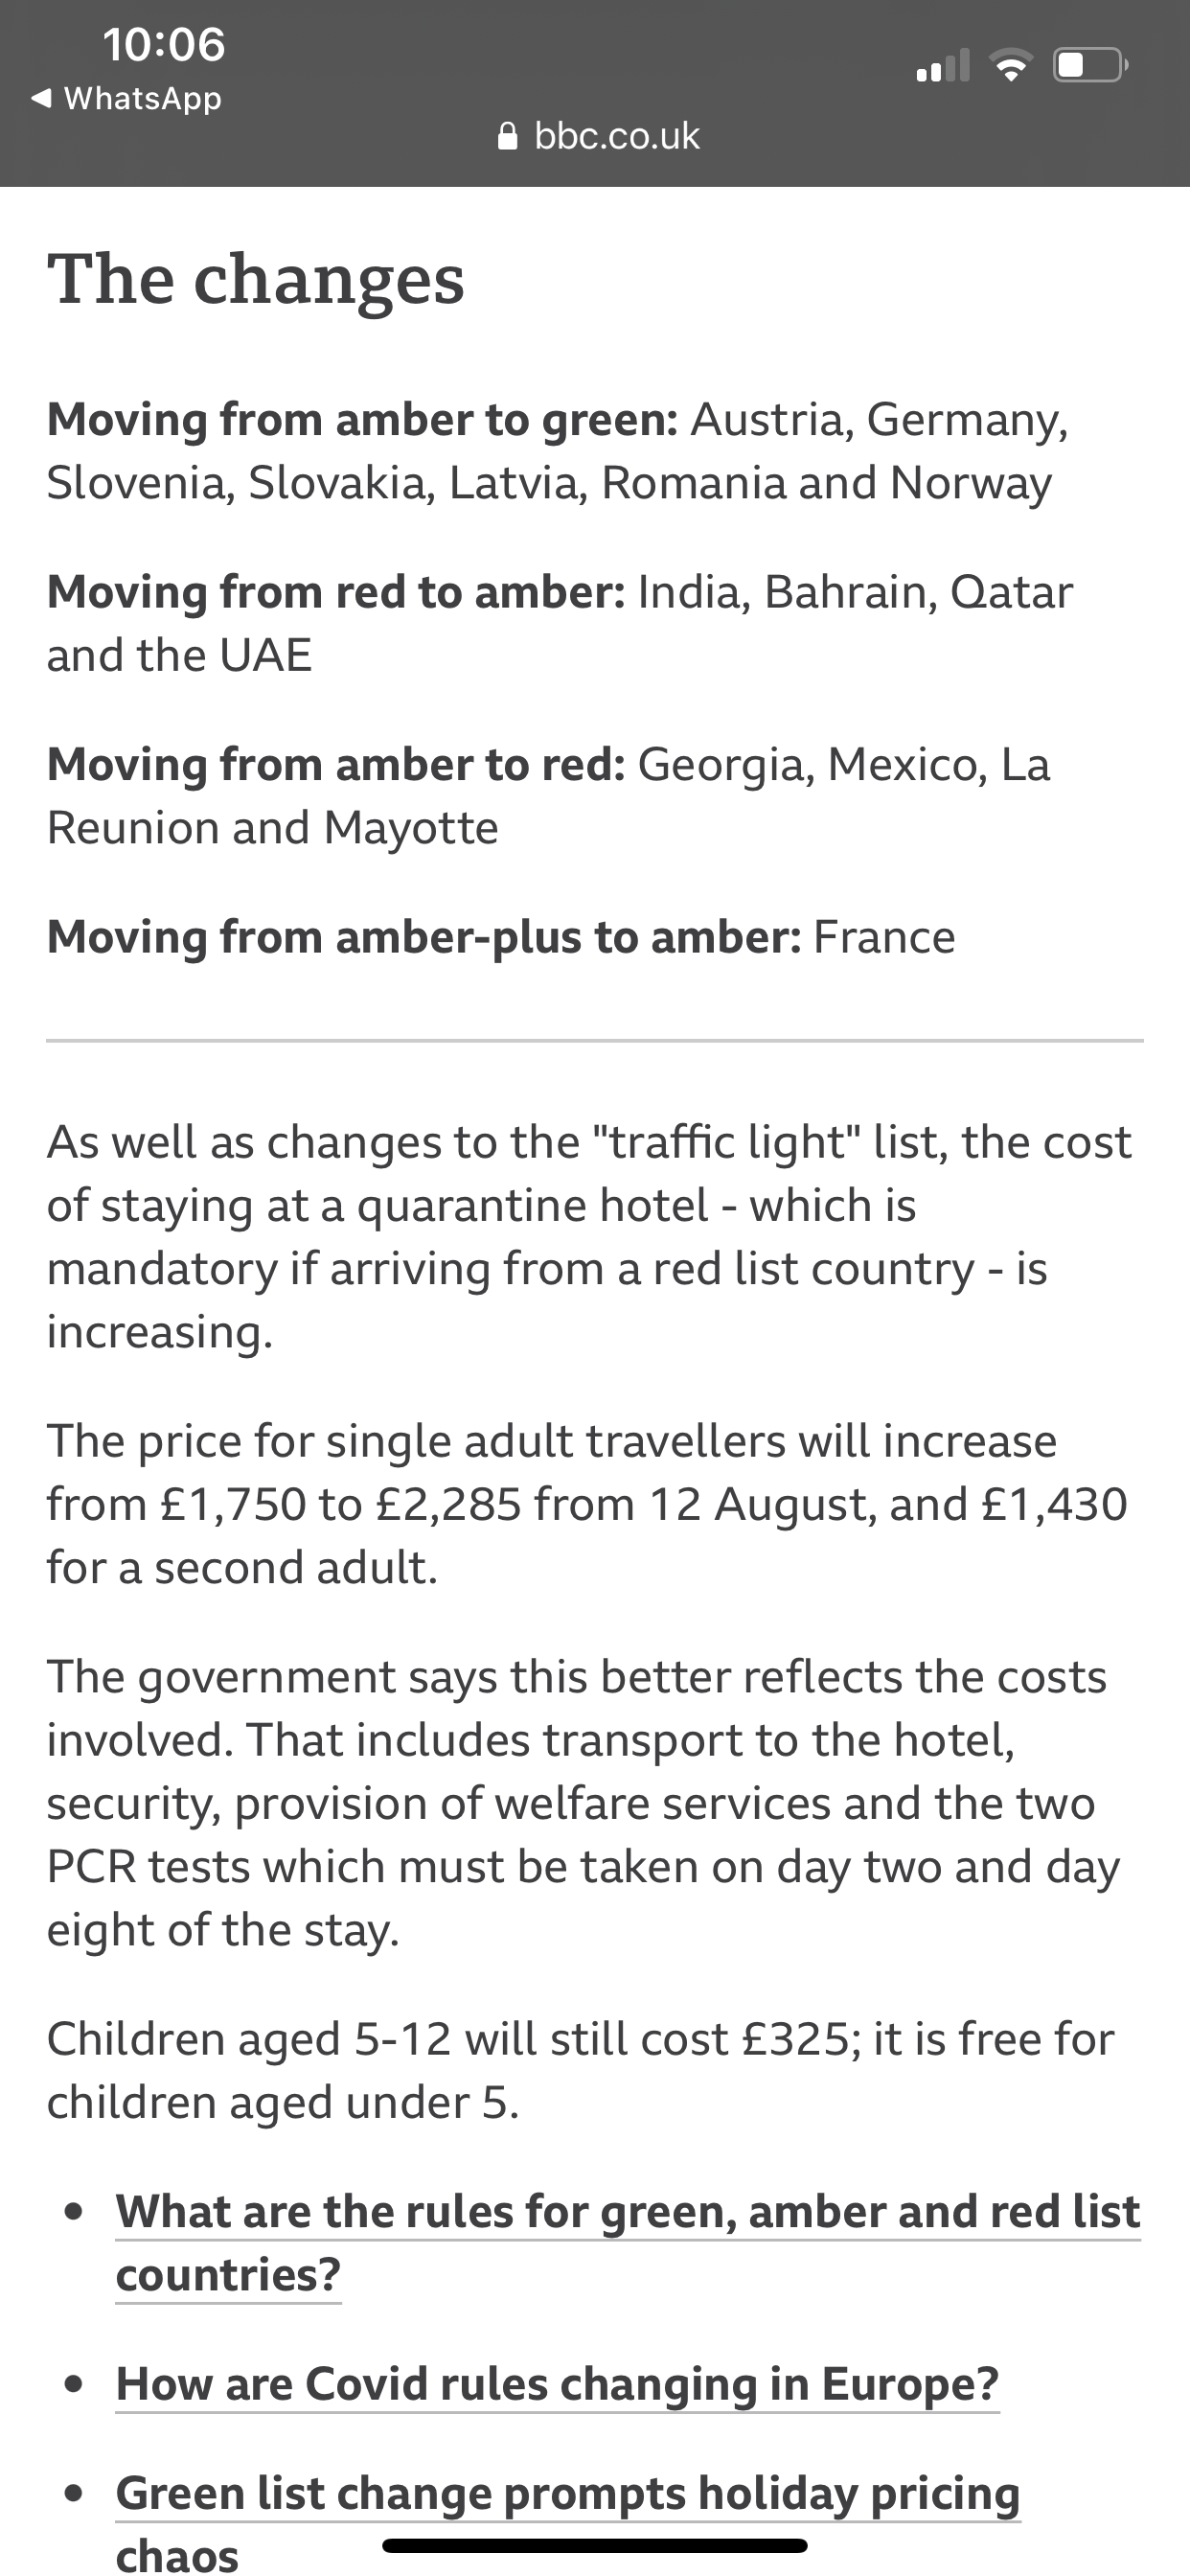 10:06
◀ WhatsApp
bbc.co.uk
The changes
Moving from amber to green: Austria, Germany,
Slovenia, Slovakia, Latvia, Romania and Norway
Moving from red to amber: India, Bahrain, Qatar
and the UAE
Moving from amber to red: Georgia, Mexico, La
Reunion and Mayotte
Moving from amber-plus to amber: France
As well as changes to the "traffic light" list, the cost
of staying at a quarantine hotel - which is
mandatory if arriving from a red list country - is
increasing.
The price for single adult travellers will increase
from £1,750 to £2,285 from 12 August, and £1,430
for a second adult.
The government says this better reflects the costs
involved. That includes transport to the hotel,
security, provision of welfare services and the two
PCR tests which must be taken on day two and day
eight of the stay.
Children aged 5-12 will still cost £325; it is free for
children aged under 5.
• What are the rules for green, amber and red list
countries?
• How are Covid rules changing in Europe?
• Green list change prompts holiday pricing
chaos